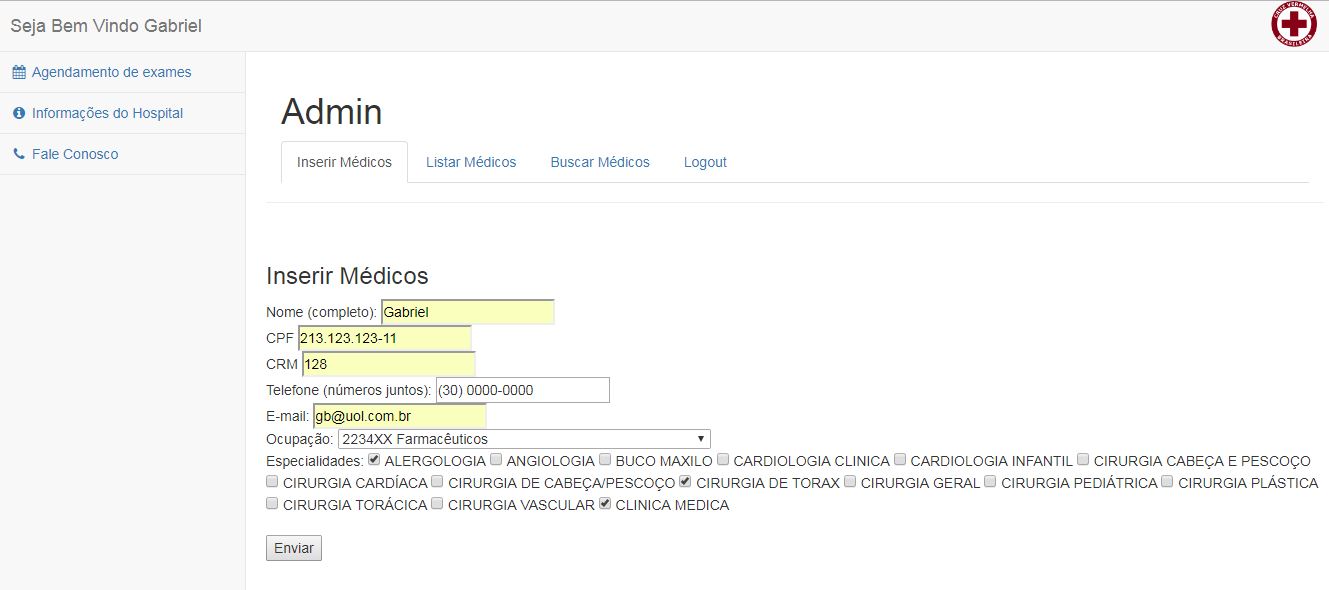 Seja Bem Vindo Gabriel
CRUZ VERMELHA
BRASILEIRA
Agendamento de exames
Informações do Hospital
Fale Conosco
Admin
Inserir Médicos Listar Médicos Buscar Médicos Logout
Inserir Médicos
Nome (completo): Gabriel
CPF 213.123.123-11
CRM 128
Telefone (números juntos): (30) 0000-0000
E-mail: gb@uol.com.br
Ocupação: 2234XX Farmacêuticos
Especialidades: ALERGOLOGIA ANGIOLOGIA BUCO MAXILO CARDIOLOGIA CLINICA CARDIOLOGIA INFANTIL CIRURGIA CABEÇA E PESCOÇO
CIRURGIA CARDÍACA CIRURGIA DE CABEÇA/PESCOÇO CIRURGIA DE TORAX CIRURGIA GERAL CIRURGIA PEDIÁTRICA CIRURGIA PLÁSTICA
CIRURGIA TORÁCICA CIRURGIA VASCULAR CLINICA MEDICA
Enviar